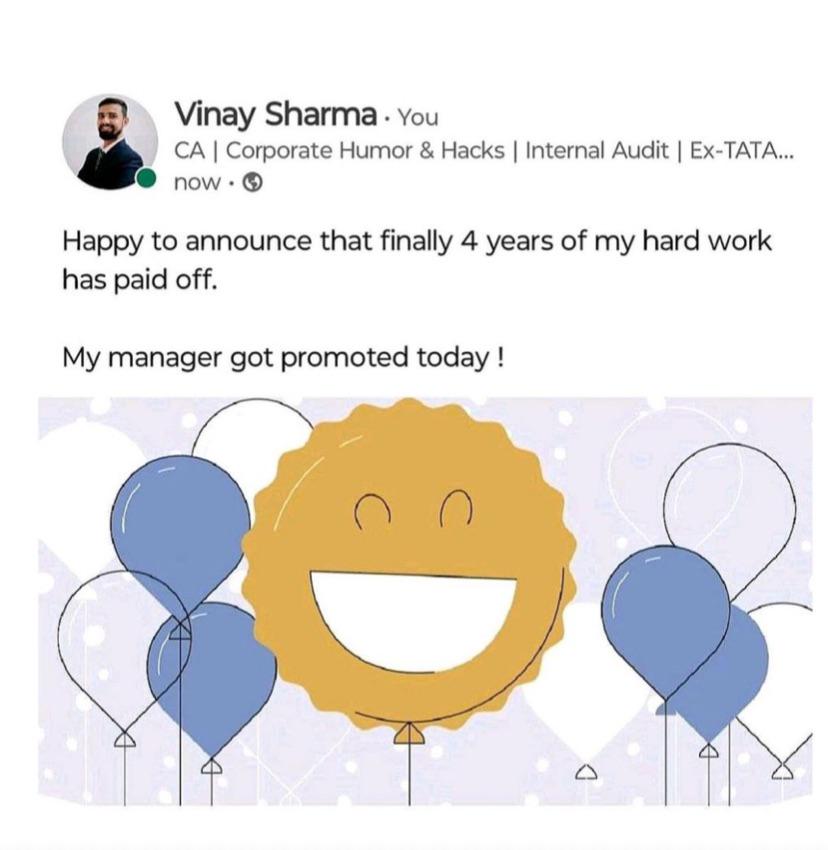 Vinay Sharma · You
CA | Corporate Humor & Hacks | Internal Audit | Ex-TATA...
now ·
Happy to announce that finally 4 years of my hard work
has paid off.
My manager got promoted today !